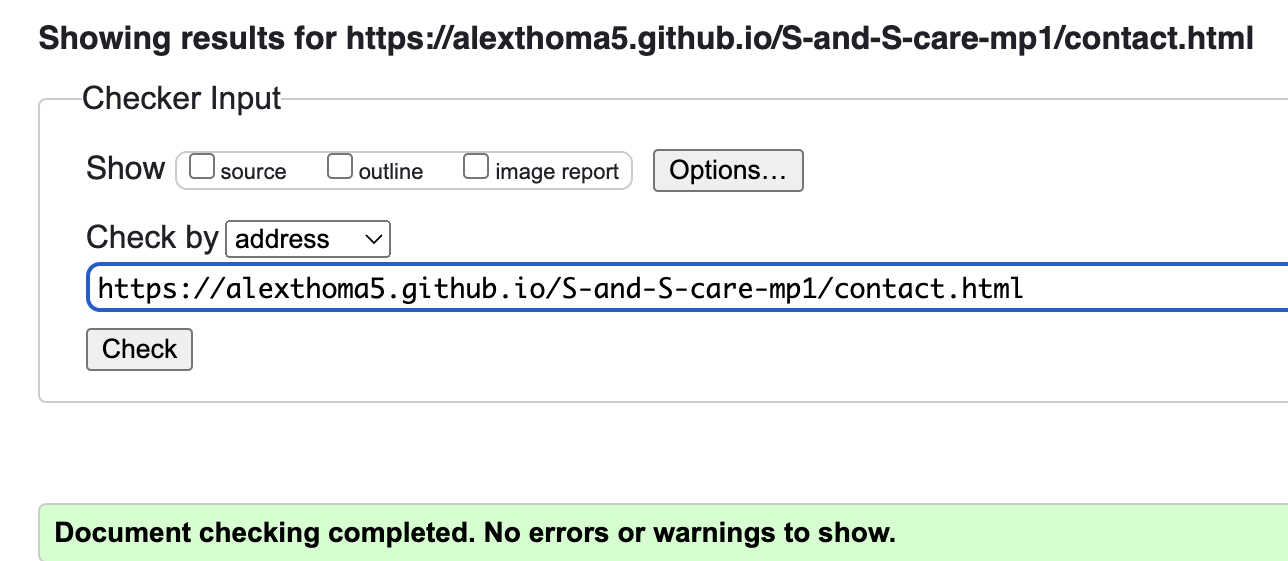 Showing results for https://alexthoma5.github.io/S-and-S-care-mp1/contact.html
Checker Input
Show source outline image report Options…
Check by address
https://alexthoma5.github.io/S-and-S-care-mp1/contact.html
Check
Document checking completed. No errors or warnings to show.